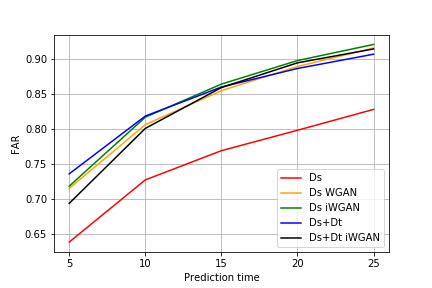 0.90
0.85
0.80
0.75
0.70
0.65
FAR
5 10 15 20 25
Prediction time
Ds
Ds WGAN
Ds iWGAN
Ds+Dt
Ds+Dt iWGAN